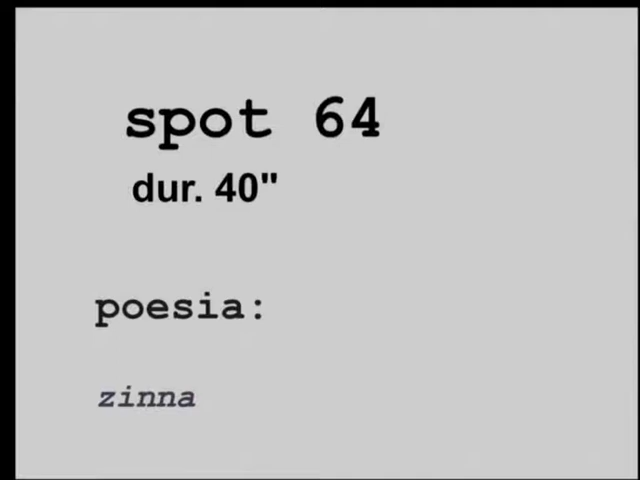 spot 64
dur. 40"
poesia:
zinna